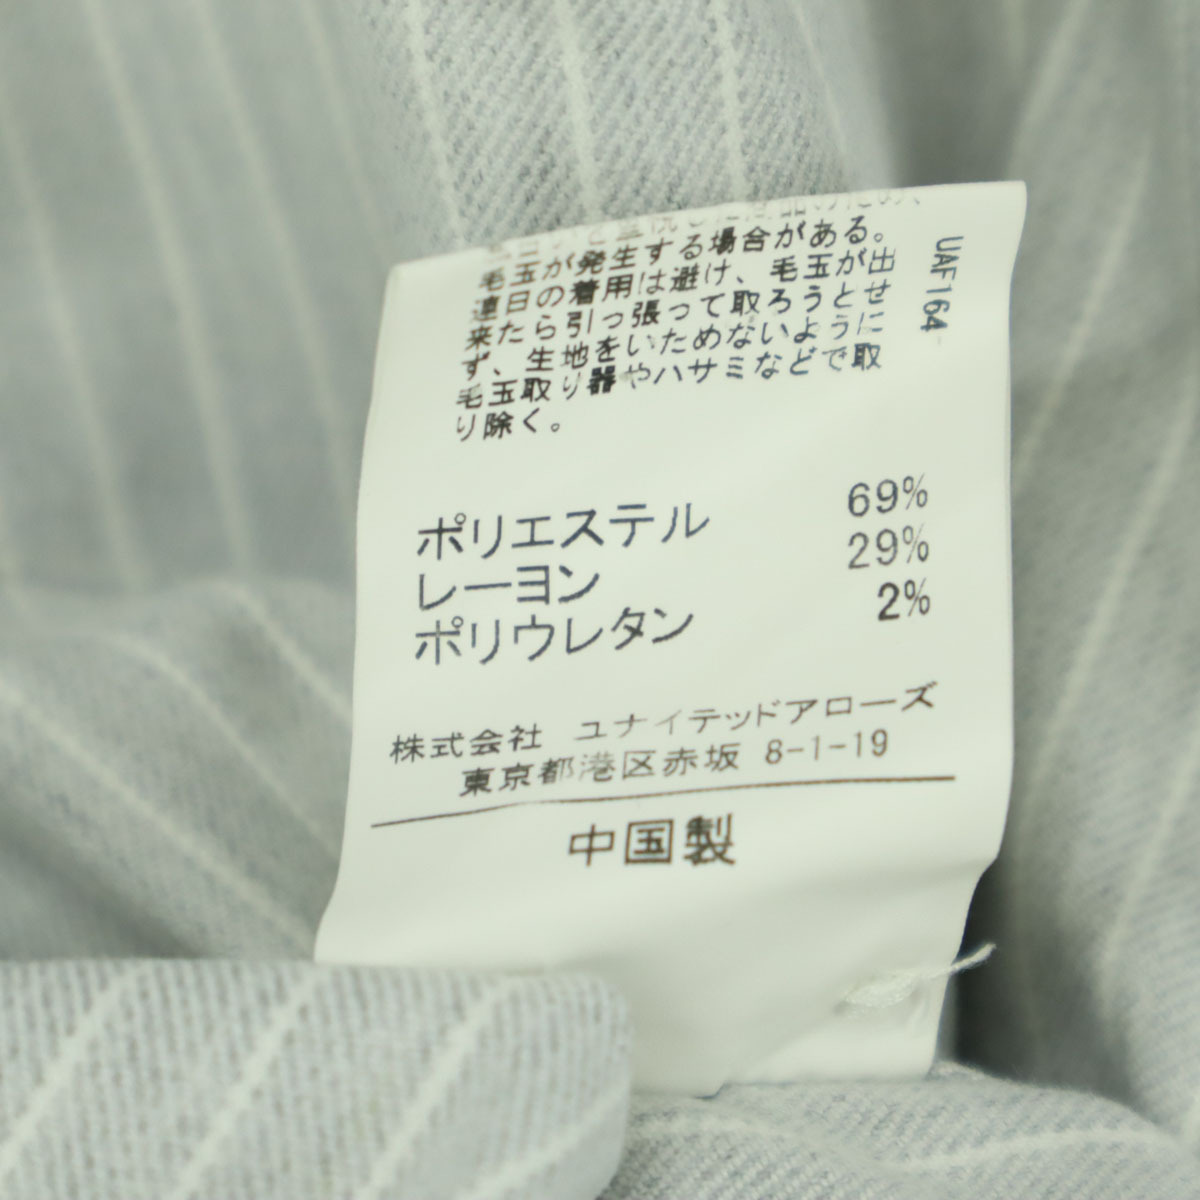 毛玉が発生する場合がある。
連日の着用は避け、毛玉が出
来たら引っ張って取ろうとせ
ず、生地をいためないように
毛玉取り器やハサミなどで取
り除く。
UAF164
ポリエステル 69%
レーヨン 29%
ポリウレタン 2%
株式会社 ユナイテッドアローズ
東京都港区赤坂 8-1-19
中国製